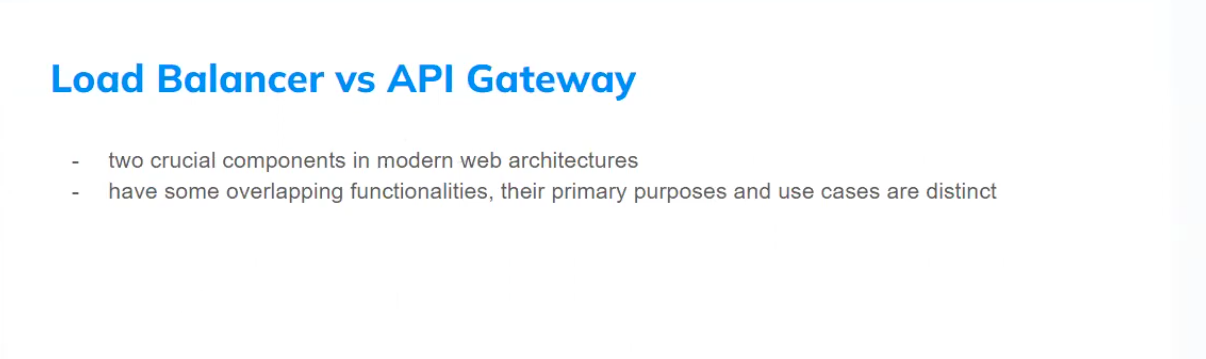 Load Balancer vs API Gateway
- two crucial components in modern web architectures
- have some overlapping functionalities, their primary purposes and use cases are distinct